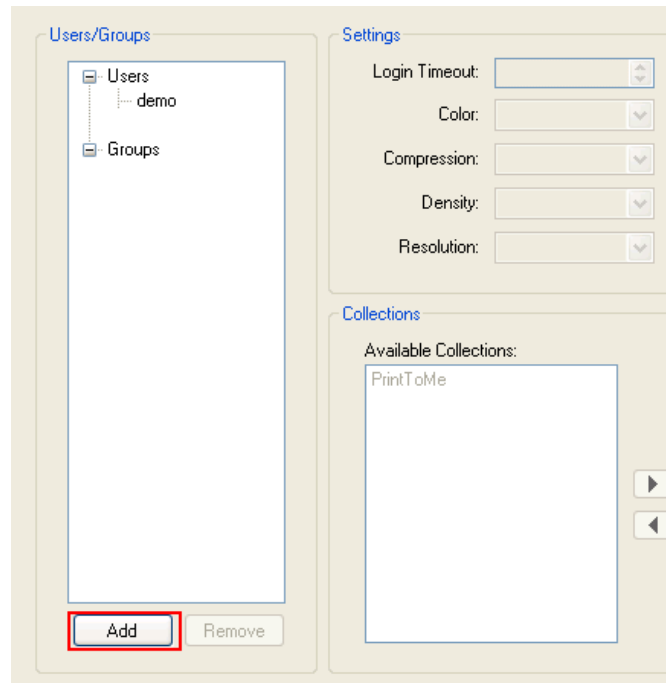 Users/Groups
Users
demo
Groups
Add
Remove
Settings
Login Timeout:
Color:
Compression:
Density:
Resolution:
Collections
Available Collections:
PrintToMe